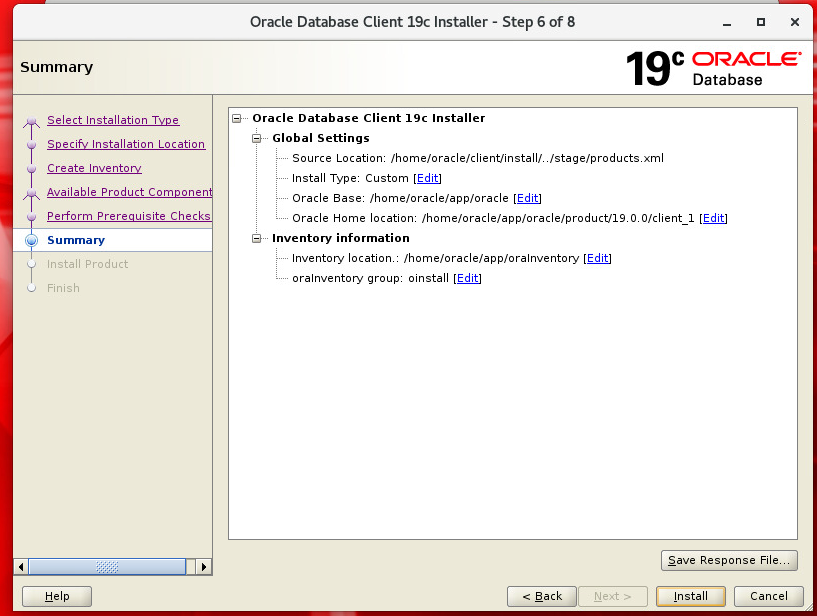 Oracle Database Client 19c Installer - Step 6 of 8
Summary
19c ORACLE®
Database
Select Installation Type
Specify Installation Location
Create Inventory
Available Product Component
Perform Prerequisite Checks
Summary
Install Product
Finish
Oracle Database Client 19c Installer
Global Settings
Source Location: /home/oracle/client/install/../stage/products.xml
Install Type: Custom [Edit]
Oracle Base: /home/oracle/app/oracle [Edit]
Oracle Home location: /home/oracle/app/oracle/product/19.0.0/client_1 [Edit]
Inventory information
Inventory location.: /home/oracle/app/oraInventory [Edit]
oraInventory group: oinstall [Edit]
Save Response File...
Help
< Back
Next >
Install
Cancel